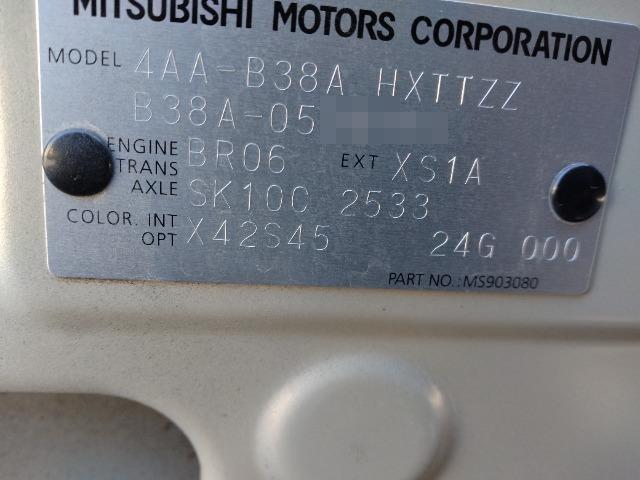 MITSUBISHI MOTORS CORPORATION
MODEL 4AA-B38A HXTTZZ
B38A-05
ENGINE BR06 EXT XS1A
TRANS
AXLE SK10C 2533
COLOR. INT X42S45 24G 000
OPT
PART NO.:MS903080